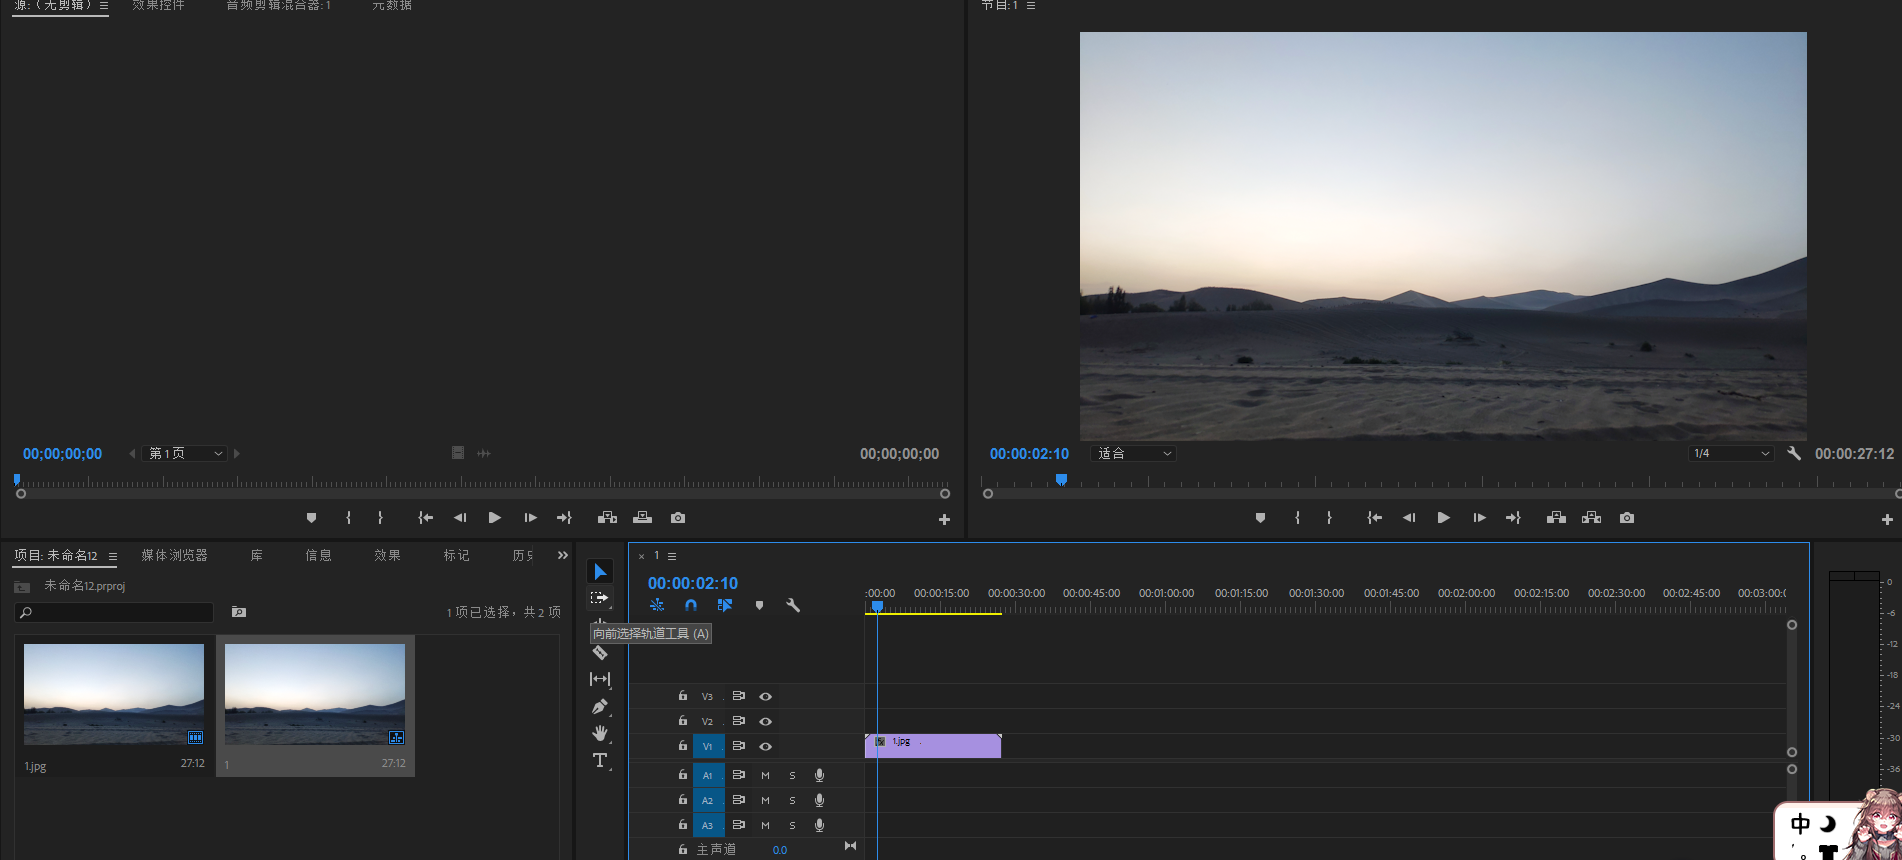 源:（无剪辑） 效果控件 音频剪辑混合器: 1 元数据
节目: 1
00;00;00;00 第 1 页 00;00;00;00
00:00:02:10 适合 1/4 00:00:27:12
项目: 未命名12 媒体浏览器 库 信息 效果 标记 历史
未命名12.prproj
1 项已选择，共 2 项
1.jpg 27:12
1 27:12
向前选择轨道工具 (A)
T
× 1
00:00:02:10
:00:00 00:00:15:00 00:00:30:00 00:00:45:00 00:01:00:00 00:01:15:00 00:01:30:00 00:01:45:00 00:02:00:00 00:02:15:00 00:02:30:00 00:02:45:00 00:03:00:0
V3
V2
V1 1.jpg
A1 M S
A2 M S
A3 M S
主声道 0.0
0
-6
-12
-18
-24
-30
-36
中